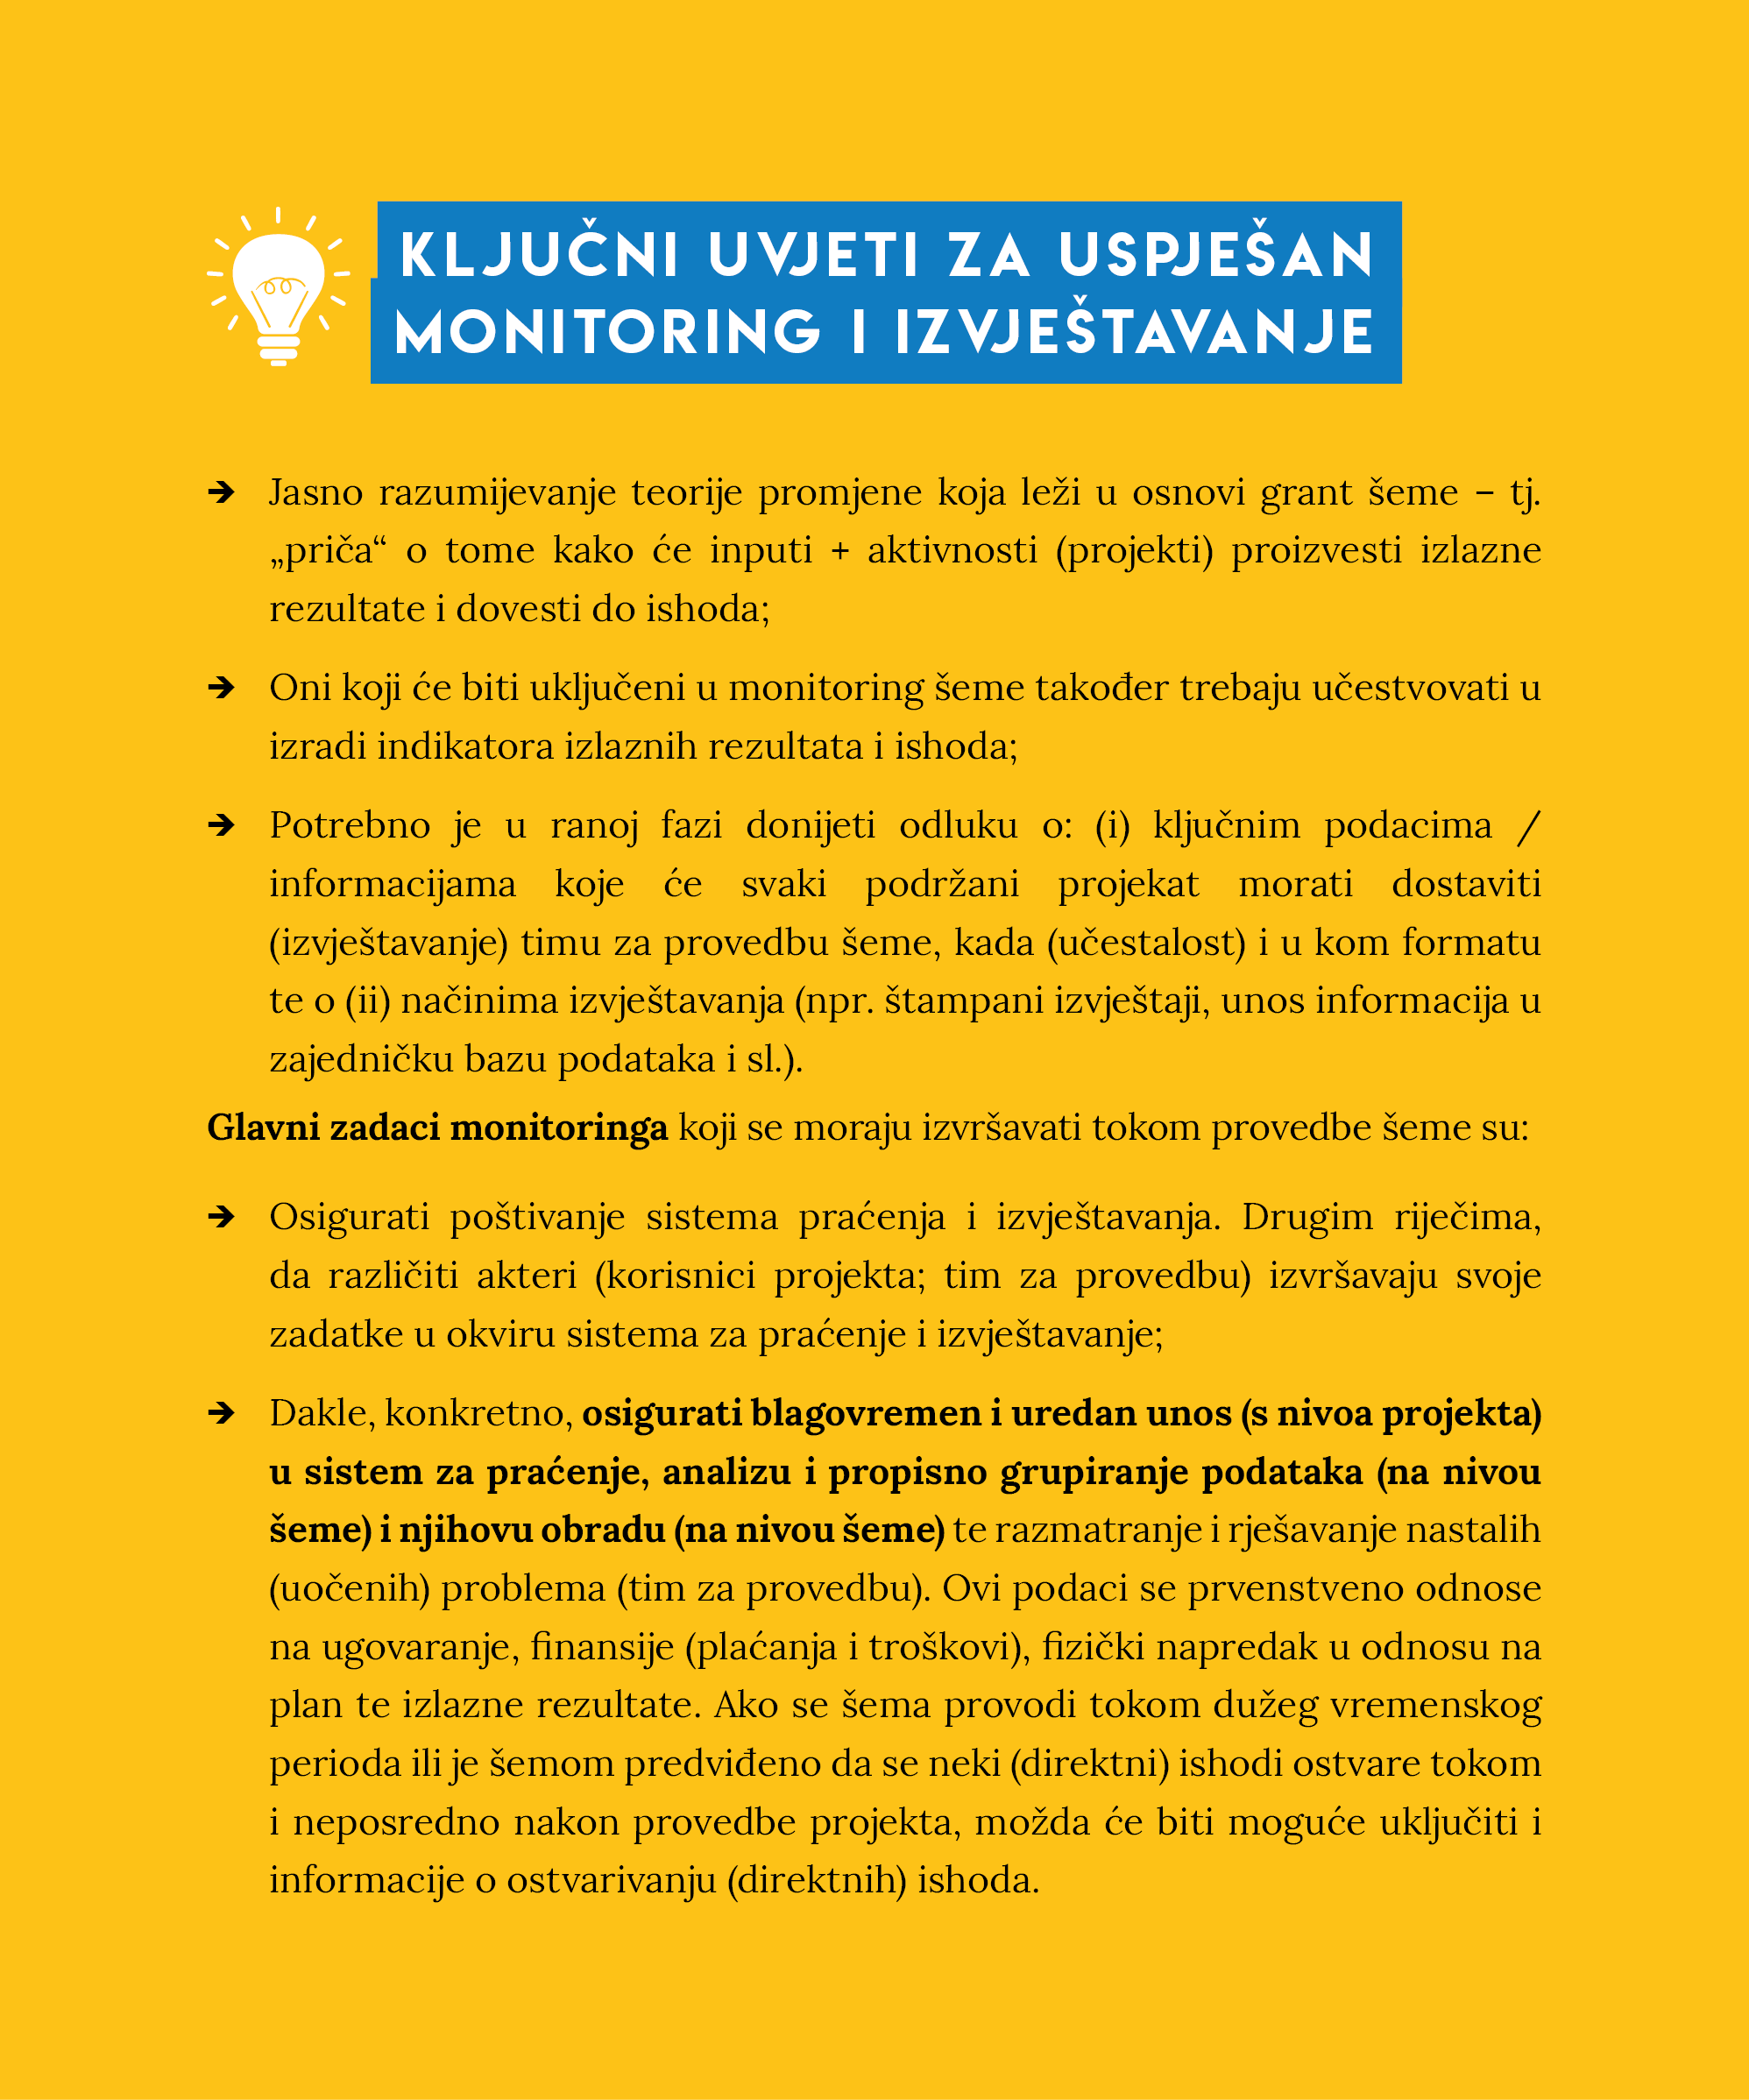 KLJUČNI UVJETI ZA USPJEŠAN
MONITORING I IZVJEŠTAVANJE
➔ Jasno razumijevanje teorije promjene koja leži u osnovi grant šeme – tj.
„priča“ o tome kako će inputi + aktivnosti (projekti) proizvesti izlazne
rezultate i dovesti do ishoda;
➔ Oni koji će biti uključeni u monitoring šeme također trebaju učestvovati u
izradi indikatora izlaznih rezultata i ishoda;
➔ Potrebno je u ranoj fazi donijeti odluku o: (i) ključnim podacima /
informacijama koje će svaki podržani projekat morati dostaviti
(izvještavanje) timu za provedbu šeme, kada (učestalost) i u kom formatu
te o (ii) načinima izvještavanja (npr. štampani izvještaji, unos informacija u
zajedničku bazu podataka i sl.).
Glavni zadaci monitoringa koji se moraju izvršavati tokom provedbe šeme su:
➔ Osigurati poštivanje sistema praćenja i izvještavanja. Drugim riječima,
da različiti akteri (korisnici projekta; tim za provedbu) izvršavaju svoje
zadatke u okviru sistema za praćenje i izvještavanje;
➔ Dakle, konkretno, osigurati blagovremen i uredan unos (s nivoa projekta)
u sistem za praćenje, analizu i propisno grupiranje podataka (na nivou
šeme) i njihovu obradu (na nivou šeme) te razmatranje i rješavanje nastalih
(uočenih) problema (tim za provedbu). Ovi podaci se prvenstveno odnose
na ugovaranje, finansije (plaćanja i troškovi), fizički napredak u odnosu na
plan te izlazne rezultate. Ako se šema provodi tokom dužeg vremenskog
perioda ili je šemom predviđeno da se neki (direktni) ishodi ostvare tokom
i neposredno nakon provedbe projekta, možda će biti moguće uključiti i
informacije o ostvarivanju (direktnih) ishoda.